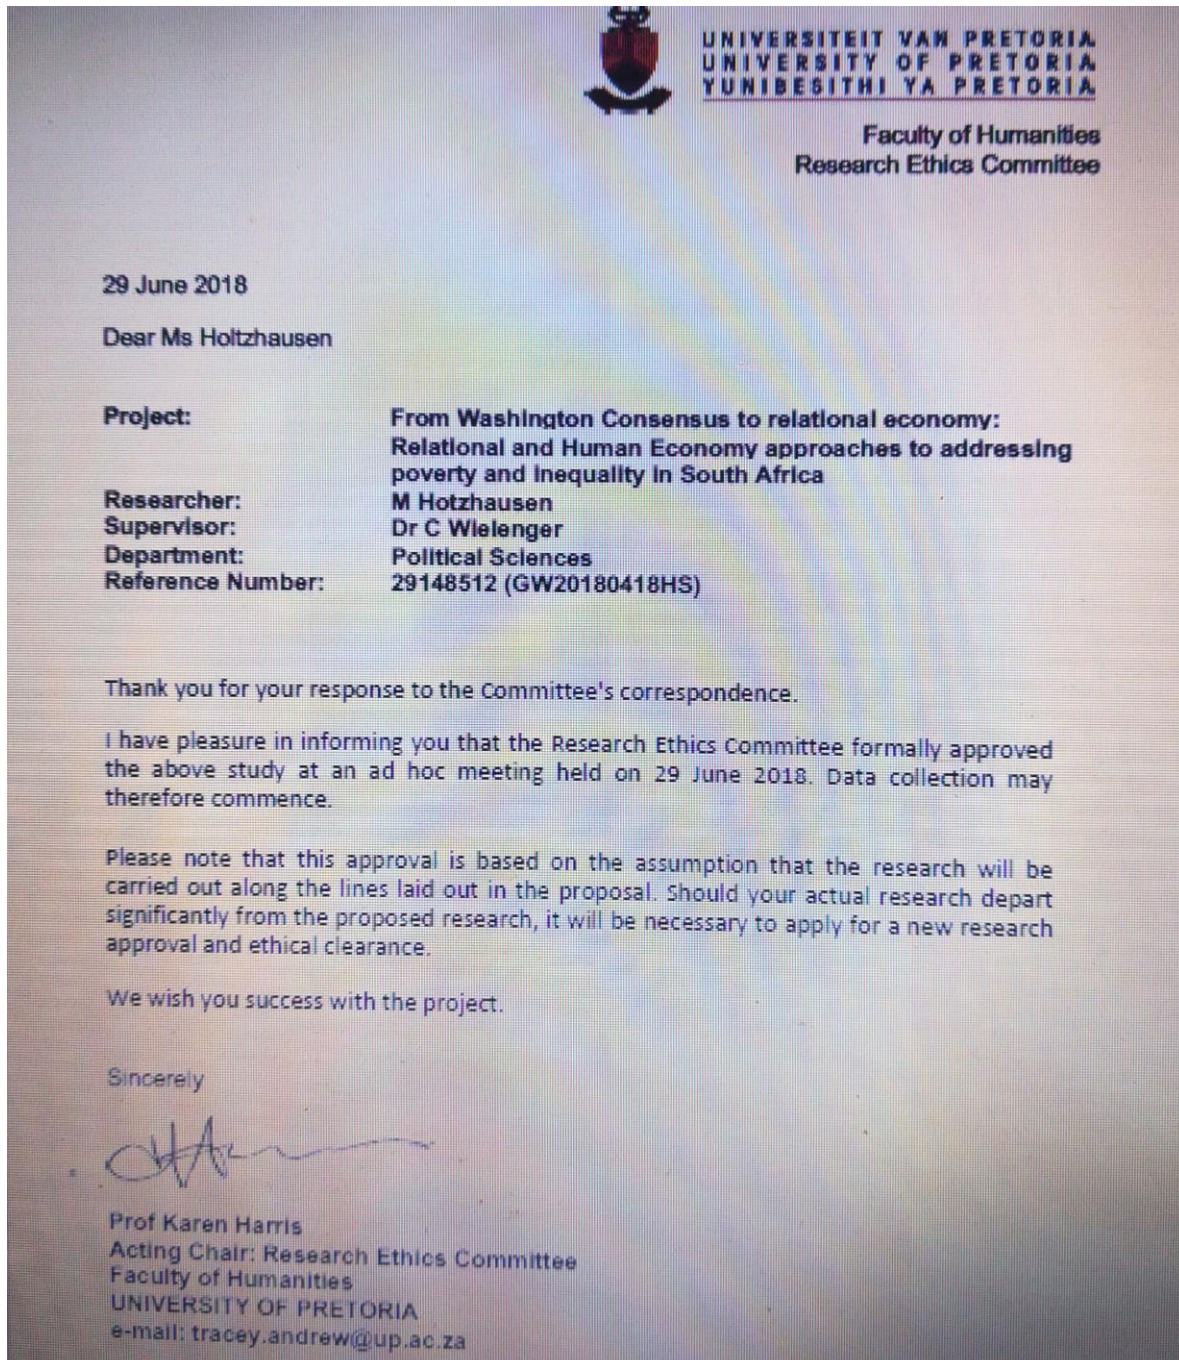 UNIVERSITEIT VAN PRETORIA
UNIVERSITY OF PRETORIA
YUNIBESITHI YA PRETORIA
Faculty of Humanities
Research Ethics Committee
29 June 2018
Dear Ms Holtzhausen
Project: From Washington Consensus to relational economy:
Relational and Human Economy approaches to addressing
poverty and inequality in South Africa
Researcher: M Hotzhausen
Supervisor: Dr C Wielenger
Department: Political Sciences
Reference Number: 29148512 (GW20180418HS)
Thank you for your response to the Committee's correspondence.
I have pleasure in informing you that the Research Ethics Committee formally approved
the above study at an ad hoc meeting held on 29 June 2018. Data collection may
therefore commence.
Please note that this approval is based on the assumption that the research will be
carried out along the lines laid out in the proposal. Should your actual research depart
significantly from the proposed research, it will be necessary to apply for a new research
approval and ethical clearance.
We wish you success with the project.
Sincerely
Prof Karen Harris
Acting Chair: Research Ethics Committee
Faculty of Humanities
UNIVERSITY OF PRETORIA
e-mail: tracey.andrew@up.ac.za